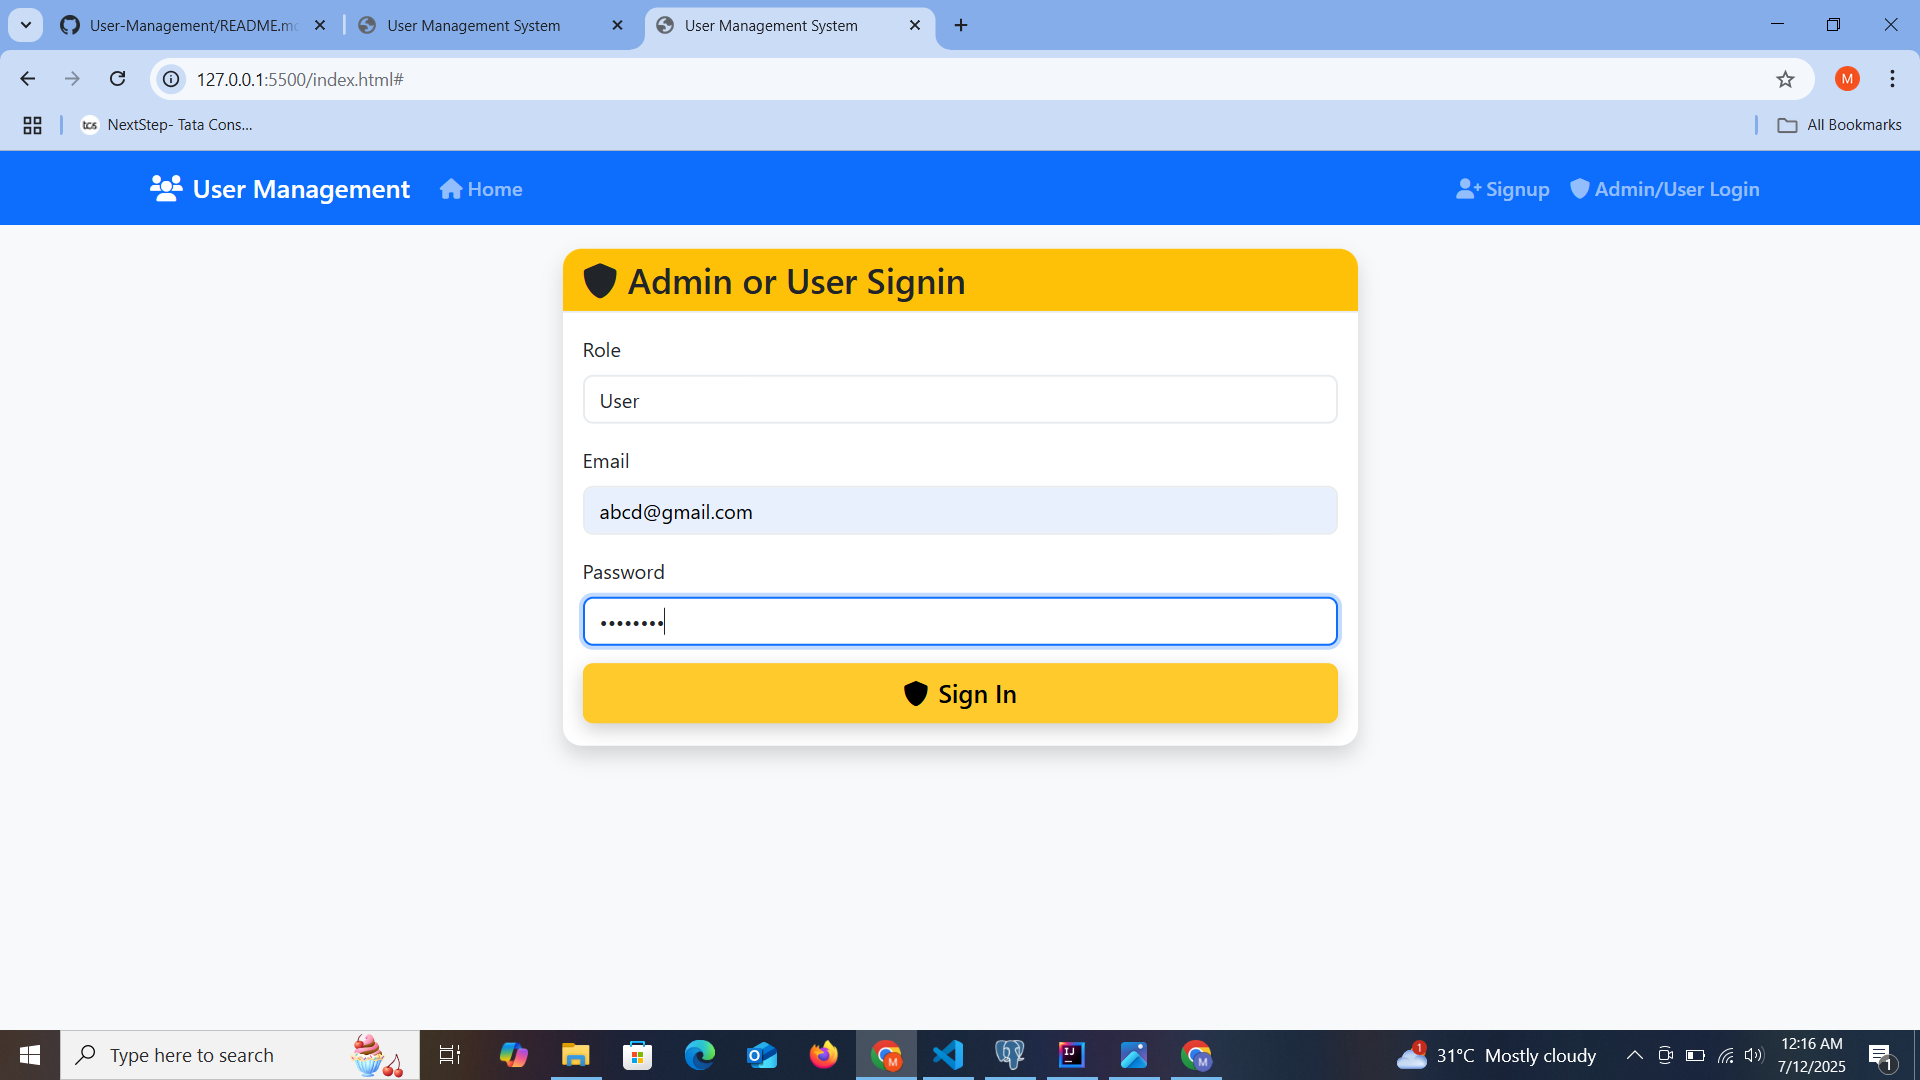 User-Management/README.mc
User Management System
User Management System
127.0.0.1:5500/index.html#
M
tcs NextStep- Tata Cons...
All Bookmarks
User Management
Home
Signup
Admin/User Login
Admin or User Signin
Role
User
Email
abcd@gmail.com
Password
••••••••
Sign In
Type here to search
31°C Mostly cloudy
12:16 AM
7/12/2025
1